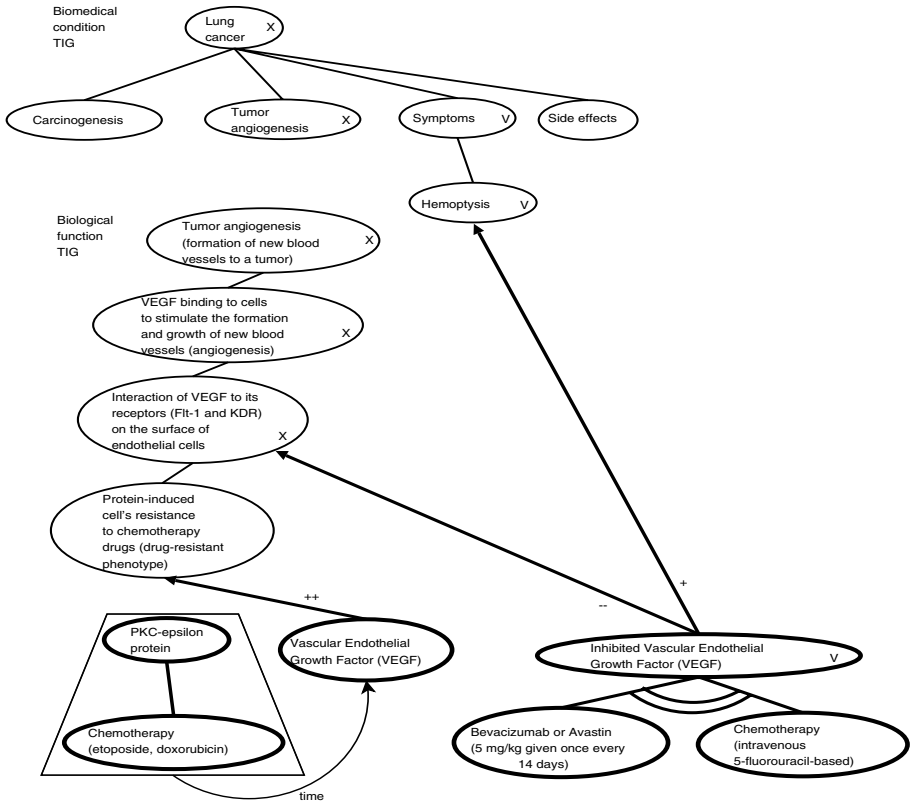 Biomedical
condition
TIG
Lung
cancer
X
Carcinogenesis
Tumor
angiogenesis
X
Symptoms
V
Side effects
Hemoptysis
V
Biological
function
TIG
Tumor angiogenesis
(formation of new blood
vessels to a tumor)
X
VEGF binding to cells
to stimulate the formation
and growth of new blood
vessels (angiogenesis)
X
Interaction of VEGF to its
receptors (Flt-1 and KDR)
on the surface of
endothelial cells
X
Protein-induced
cell's resistance
to chemotherapy
drugs (drug-resistant
phenotype)
++
--
+
PKC-epsilon
protein
Vascular Endothelial
Growth Factor (VEGF)
Inhibited Vascular Endothelial
Growth Factor (VEGF)
V
Chemotherapy
(etoposide, doxorubicin)
Bevacizumab or Avastin
(5 mg/kg given once every
14 days)
Chemotherapy
(intravenous
5-fluorouracil-based)
time